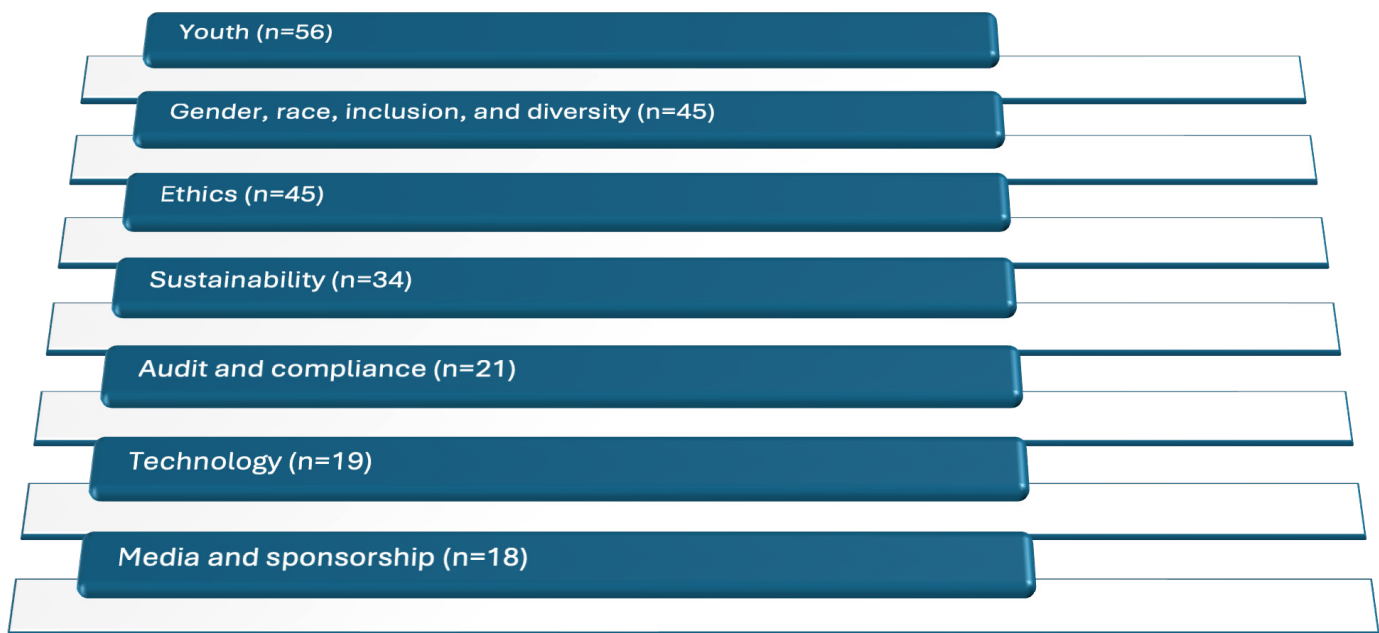 Youth (n=56)
Gender, race, inclusion, and diversity (n=45)
Ethics (n=45)
Sustainability (n=34)
Audit and compliance (n=21)
Technology (n=19)
Media and sponsorship (n=18)